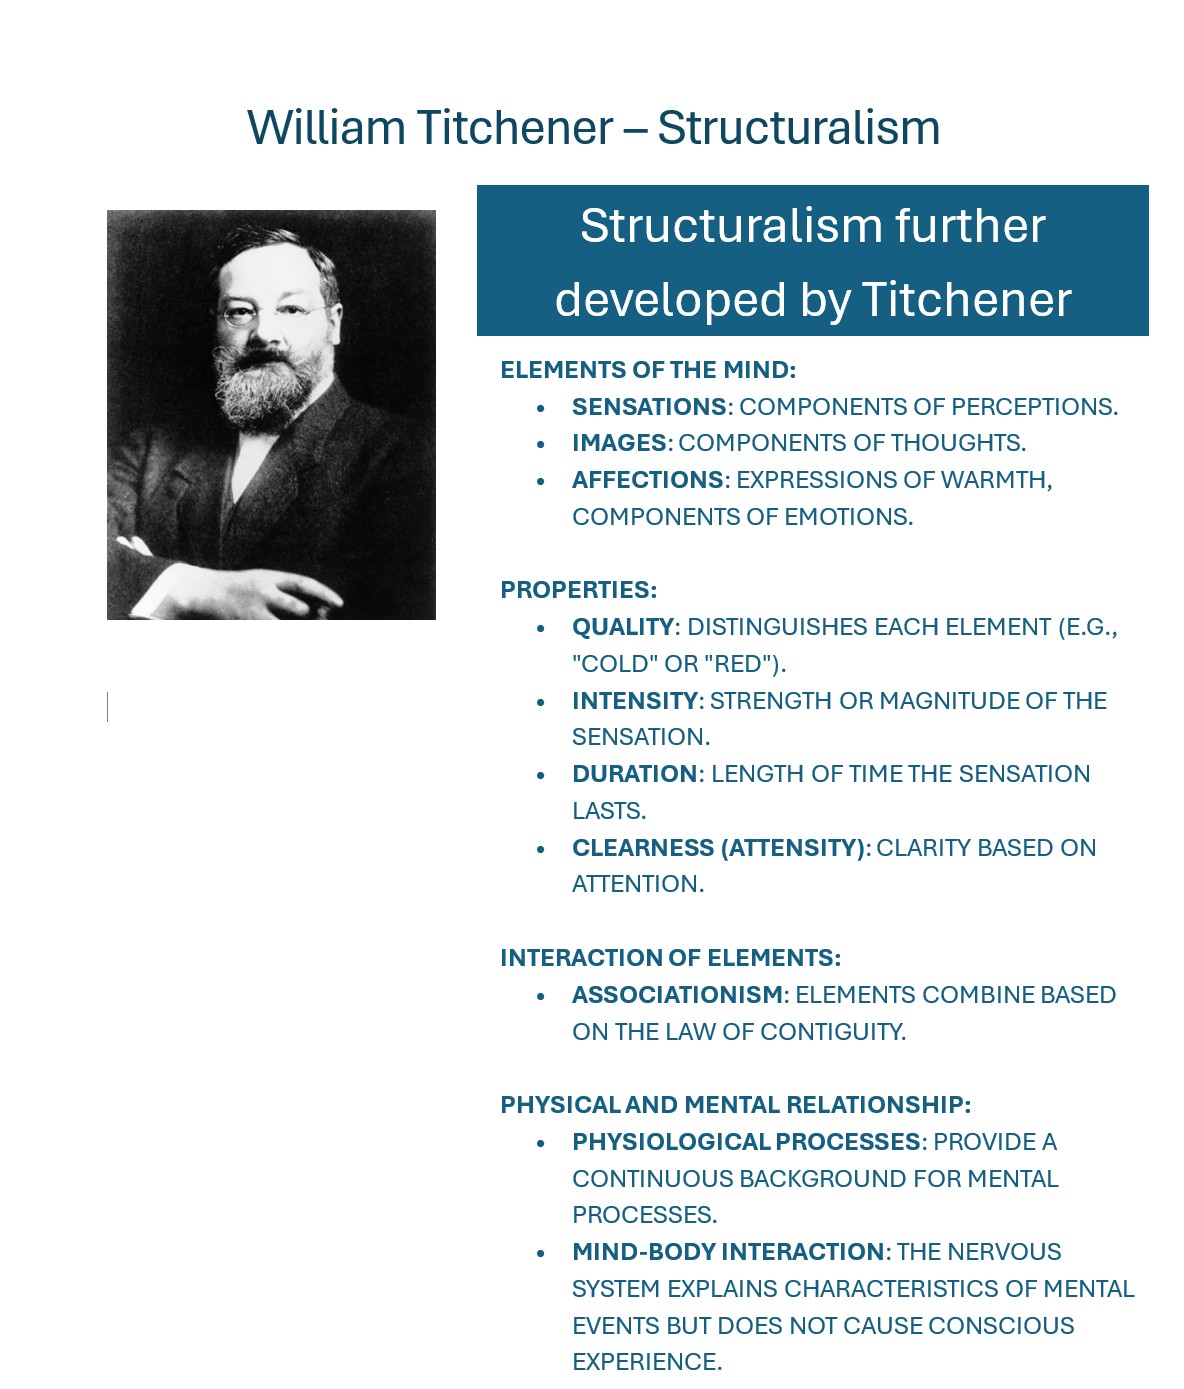 William Titchener – Structuralism
Structuralism further
developed by Titchener
ELEMENTS OF THE MIND:
• SENSATIONS: COMPONENTS OF PERCEPTIONS.
• IMAGES: COMPONENTS OF THOUGHTS.
• AFFECTIONS: EXPRESSIONS OF WARMTH,
COMPONENTS OF EMOTIONS.
PROPERTIES:
• QUALITY: DISTINGUISHES EACH ELEMENT (E.G.,
"COLD" OR "RED").
• INTENSITY: STRENGTH OR MAGNITUDE OF THE
SENSATION.
• DURATION: LENGTH OF TIME THE SENSATION
LASTS.
• CLEARNESS (ATTENSITY): CLARITY BASED ON
ATTENTION.
INTERACTION OF ELEMENTS:
• ASSOCIATIONISM: ELEMENTS COMBINE BASED
ON THE LAW OF CONTIGUITY.
PHYSICAL AND MENTAL RELATIONSHIP:
• PHYSIOLOGICAL PROCESSES: PROVIDE A
CONTINUOUS BACKGROUND FOR MENTAL
PROCESSES.
• MIND-BODY INTERACTION: THE NERVOUS
SYSTEM EXPLAINS CHARACTERISTICS OF MENTAL
EVENTS BUT DOES NOT CAUSE CONSCIOUS
EXPERIENCE.